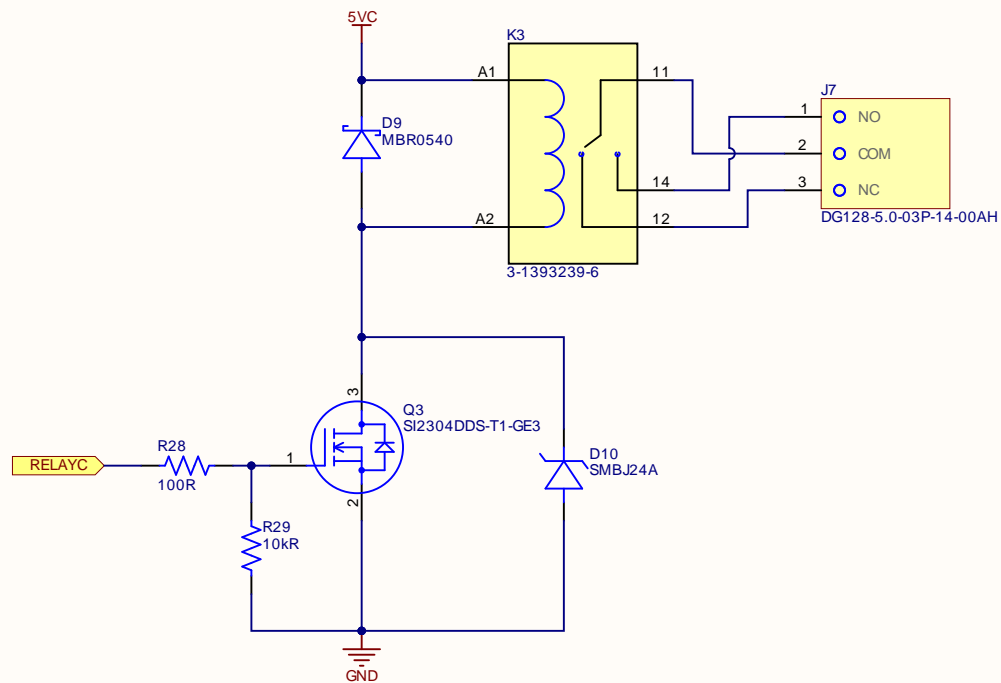 5VC
K3
A1
11
J7
D9
MBR0540
1
NO
2
COM
14
3
NC
A2
12
DG128-5.0-03P-14-00AH
3-1393239-6
3
Q3
SI2304DDS-T1-GE3
R28
1
RELAYC
100R
D10
SMBJ24A
2
R29
10kR
GND